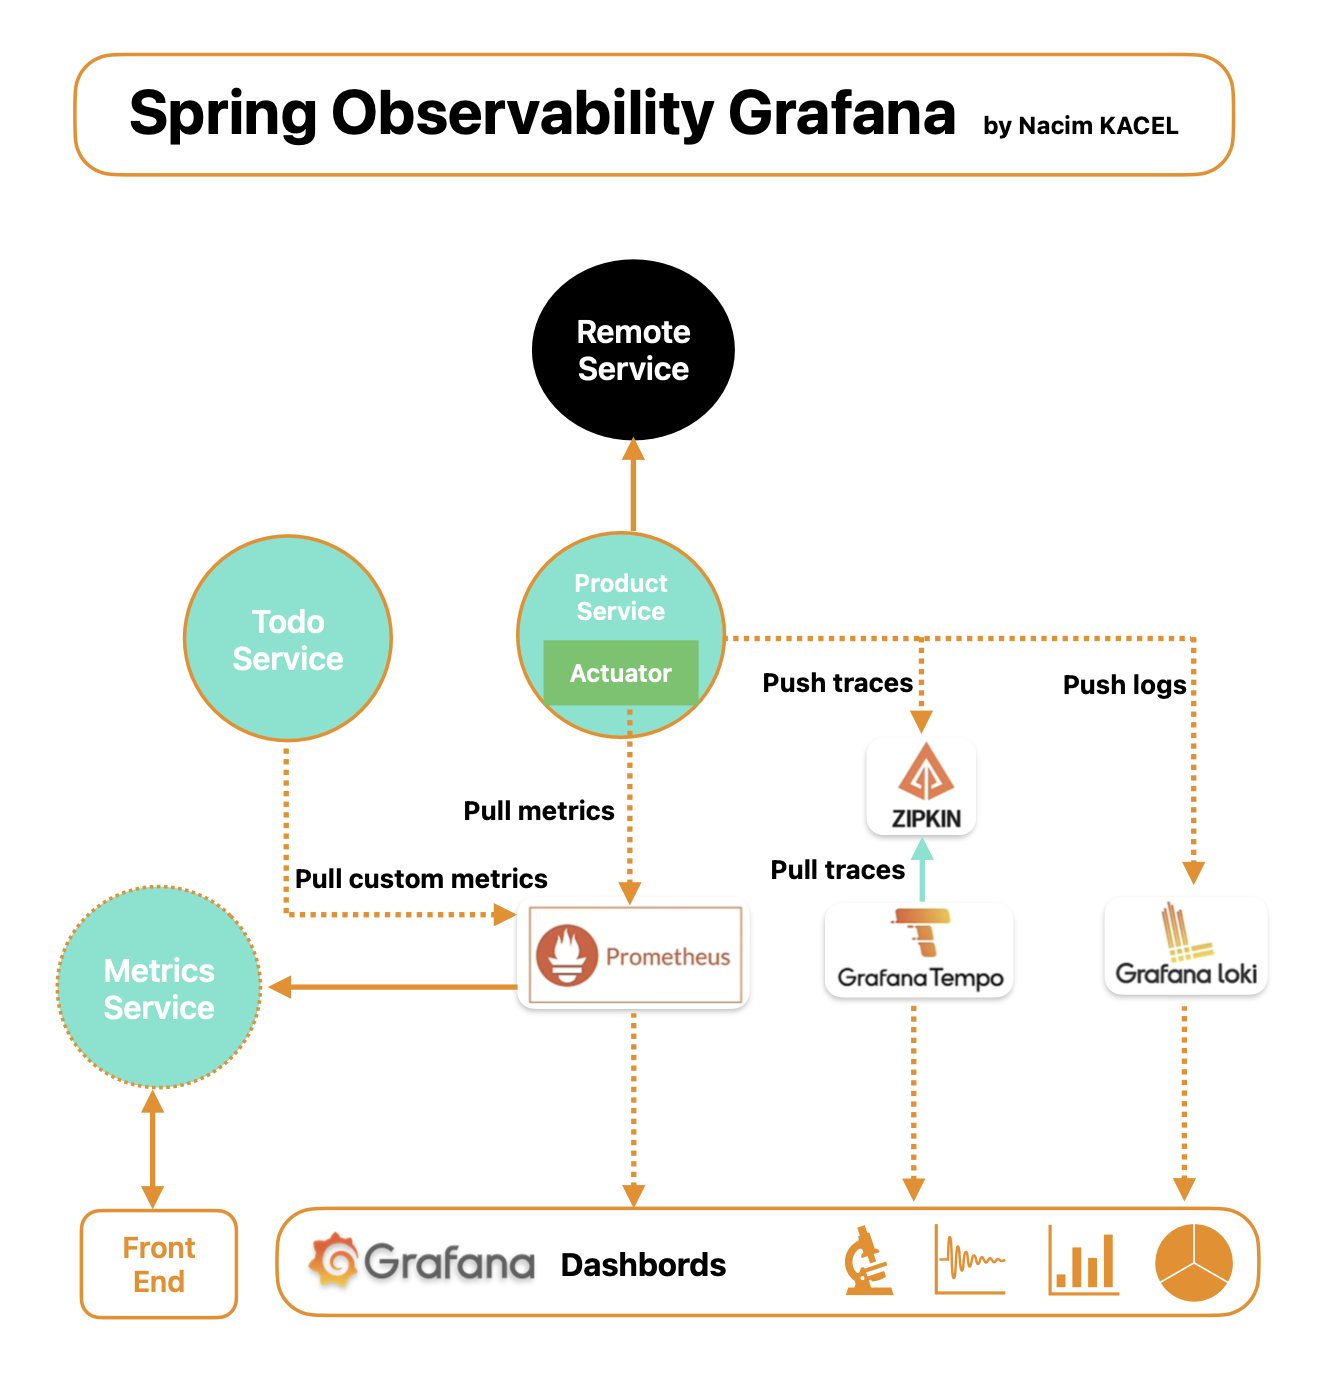 Spring Observability Grafana by Nacim KACEL
Remote
Service
Todo
Service
Product
Service
Actuator
Push traces
Push logs
ZIPKIN
Pull metrics
Pull traces
Pull custom metrics
Prometheus
Grafana Tempo
Grafana loki
Metrics
Service
Front
End
Grafana Dashbords